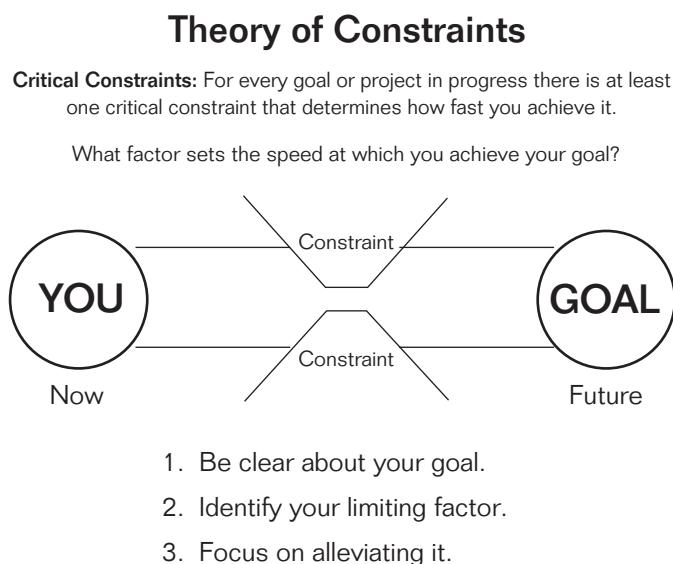 Theory of Constraints
Critical Constraints: For every goal or project in progress there is at least
one critical constraint that determines how fast you achieve it.
What factor sets the speed at which you achieve your goal?
Constraint
YOU
GOAL
Constraint
Now
Future
1. Be clear about your goal.
2. Identify your limiting factor.
3. Focus on alleviating it.